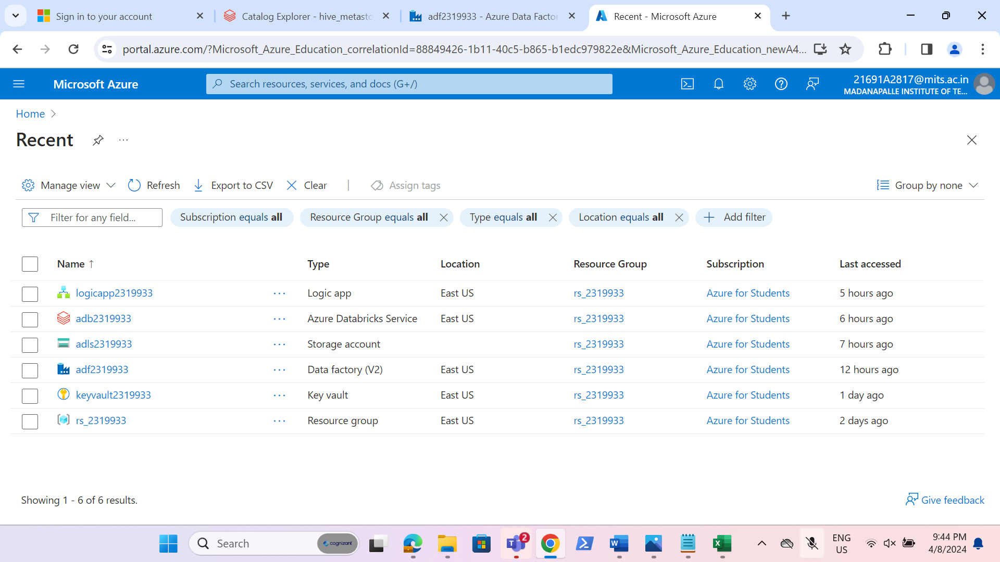 Sign in to your account
Catalog Explorer - hive_metasto
adf2319933 - Azure Data Factor
Recent - Microsoft Azure
portal.azure.com/?Microsoft_Azure_Education_correlationId=88849426-1b11-40c5-b865-b1edc979822e&Microsoft_Azure_Education_newA4...
Microsoft Azure
Search resources, services, and docs (G+/)
21691A2817@mits.ac.in
MADANAPALLE INSTITUTE OF TE...
Home
Recent
Manage view
Refresh
Export to CSV
Clear
Assign tags
Group by none
Filter for any field...
Subscription equals all
Resource Group equals all
Type equals all
Location equals all
Add filter
Name ↑ Type Location Resource Group Subscription Last accessed
logicapp2319933 ... Logic app East US rs_2319933 Azure for Students 5 hours ago
adb2319933 ... Azure Databricks Service East US rs_2319933 Azure for Students 6 hours ago
adls2319933 ... Storage account rs_2319933 Azure for Students 7 hours ago
adf2319933 ... Data factory (V2) East US rs_2319933 Azure for Students 12 hours ago
keyvault2319933 ... Key vault East US rs_2319933 Azure for Students 1 day ago
rs_2319933 ... Resource group East US rs_2319933 Azure for Students 2 days ago
Showing 1 - 6 of 6 results.
Give feedback
Search
cognizant
2
ENG
US
9:44 PM
4/8/2024